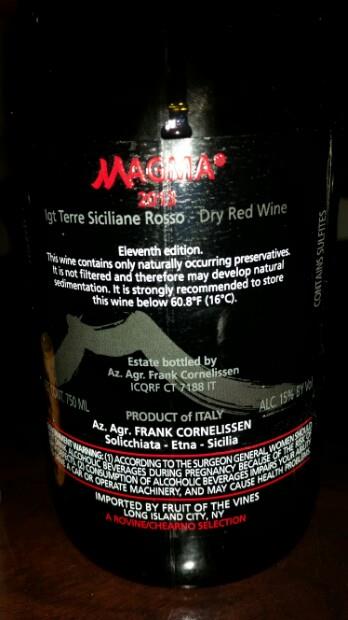 MAGMA®
Igt Terre Siciliane Rosso - Dry Red Wine
Eleventh edition.
This wine contains only naturally occurring preservatives.
It is not filtered and therefore may develop natural
sedimentation. It is strongly recommended to store
this wine below 60.8°F (16°C).
CONTAINS SULFITES
Estate bottled by
Az. Agr. Frank Cornelissen
ICQRF CT 7188 IT
750 ML
ALC. 15% BY Vol
PRODUCT of ITALY
Az. Agr. FRANK CORNELISSEN
Solicchiata - Etna - Sicilia
WARNING: (1) ACCORDING TO THE SURGEON GENERAL, WOMEN SHOULD
ALCOHOLIC BEVERAGES DURING PREGNANCY BECAUSE OF THE
(2) CONSUMPTION OF ALCOHOLIC BEVERAGES IMPAIRS YOUR
A CAR OR OPERATE MACHINERY, AND MAY CAUSE HEALTH
IMPORTED BY FRUIT OF THE VINES
LONG ISLAND CITY, NY
A ROVINE/CHEARNO SELECTION